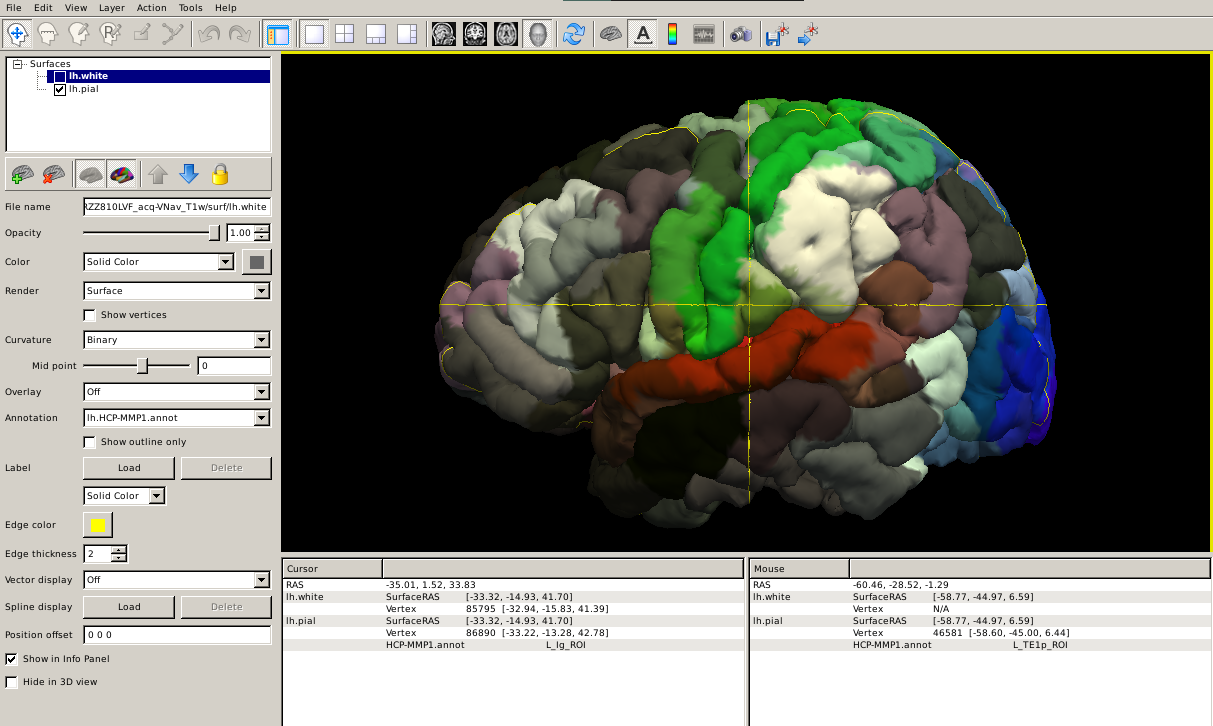 File Edit View Layer Action Tools Help
R
A
Surfaces
lh.white
lh.pial
File name RZZ810LVF_acq-VNav_T1w/surf/lh.white
Opacity 1.00
Color Solid Color
Render Surface
Show vertices
Curvature Binary
Mid point 0
Overlay Off
Annotation lh.HCP-MMP1.annot
Show outline only
Label Load Delete
Solid Color
Edge color
Edge thickness 2
Vector display Off
Spline display Load Delete
Position offset 0 0 0
Show in Info Panel
Hide in 3D view
Cursor
RAS -35.01, 1.52, 33.83
lh.white SurfaceRAS [-33.32, -14.93, 41.70]
Vertex 85795 [-32.94, -15.83, 41.39]
lh.pial SurfaceRAS [-33.32, -14.93, 41.70]
Vertex 86890 [-33.22, -13.28, 42.78]
HCP-MMP1.annot L_Ig_ROI
Mouse
RAS -60.46, -28.52, -1.29
lh.white SurfaceRAS [-58.77, -44.97, 6.59]
Vertex N/A
lh.pial SurfaceRAS [-58.77, -44.97, 6.59]
Vertex 46581 [-58.60, -45.00, 6.44]
HCP-MMP1.annot L_TE1p_ROI